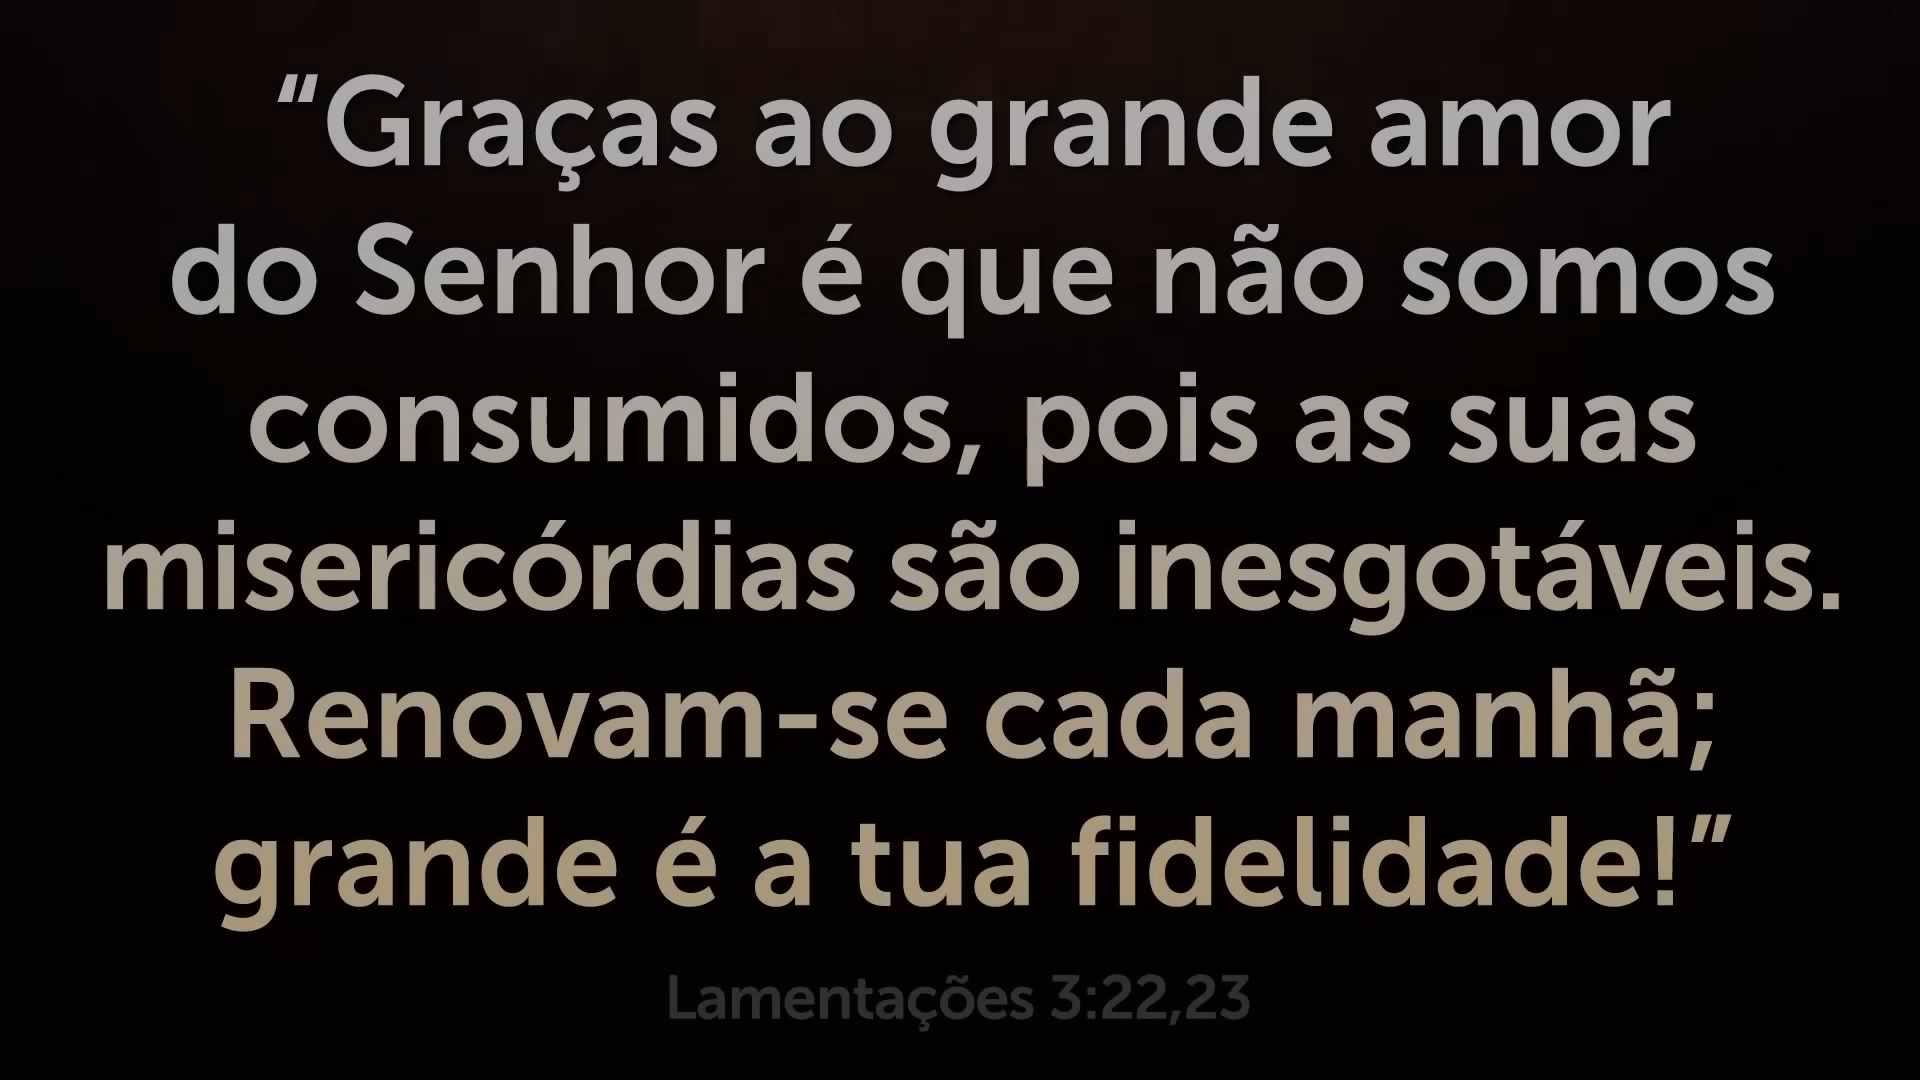 “Graças ao grande amor
do Senhor é que não somos
consumidos, pois as suas
misericórdias são inesgotáveis.
Renovam-se cada manhã;
grande é a tua fidelidade!”
Lamentações 3:22,23